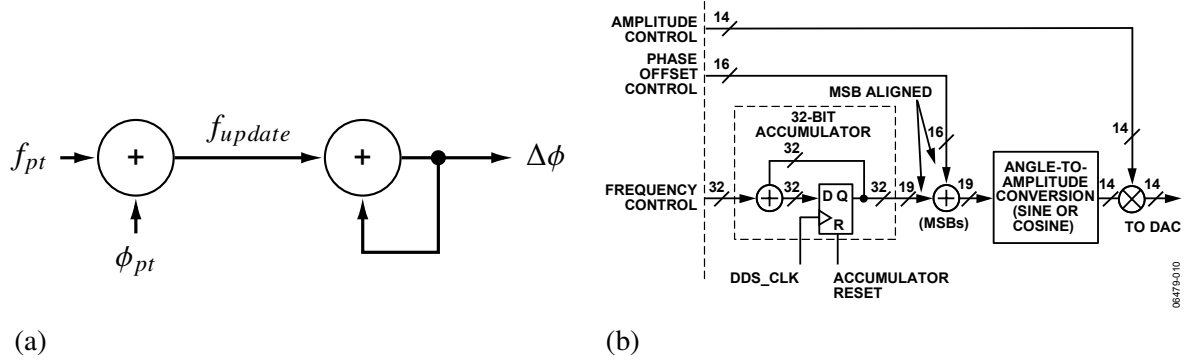 f_pt
+
f_update
+
Δϕ
ϕ_pt
(a)
AMPLITUDE
CONTROL
14
PHASE
OFFSET
CONTROL
16
MSB ALIGNED
32-BIT
ACCUMULATOR
32
16
14
FREQUENCY
CONTROL
32
+
32
D Q
R
32
19
+
(MSBs)
19
ANGLE-TO-
AMPLITUDE
CONVERSION
(SINE OR
COSINE)
14
14
TO DAC
DDS_CLK
ACCUMULATOR
RESET
06479-010
(b)